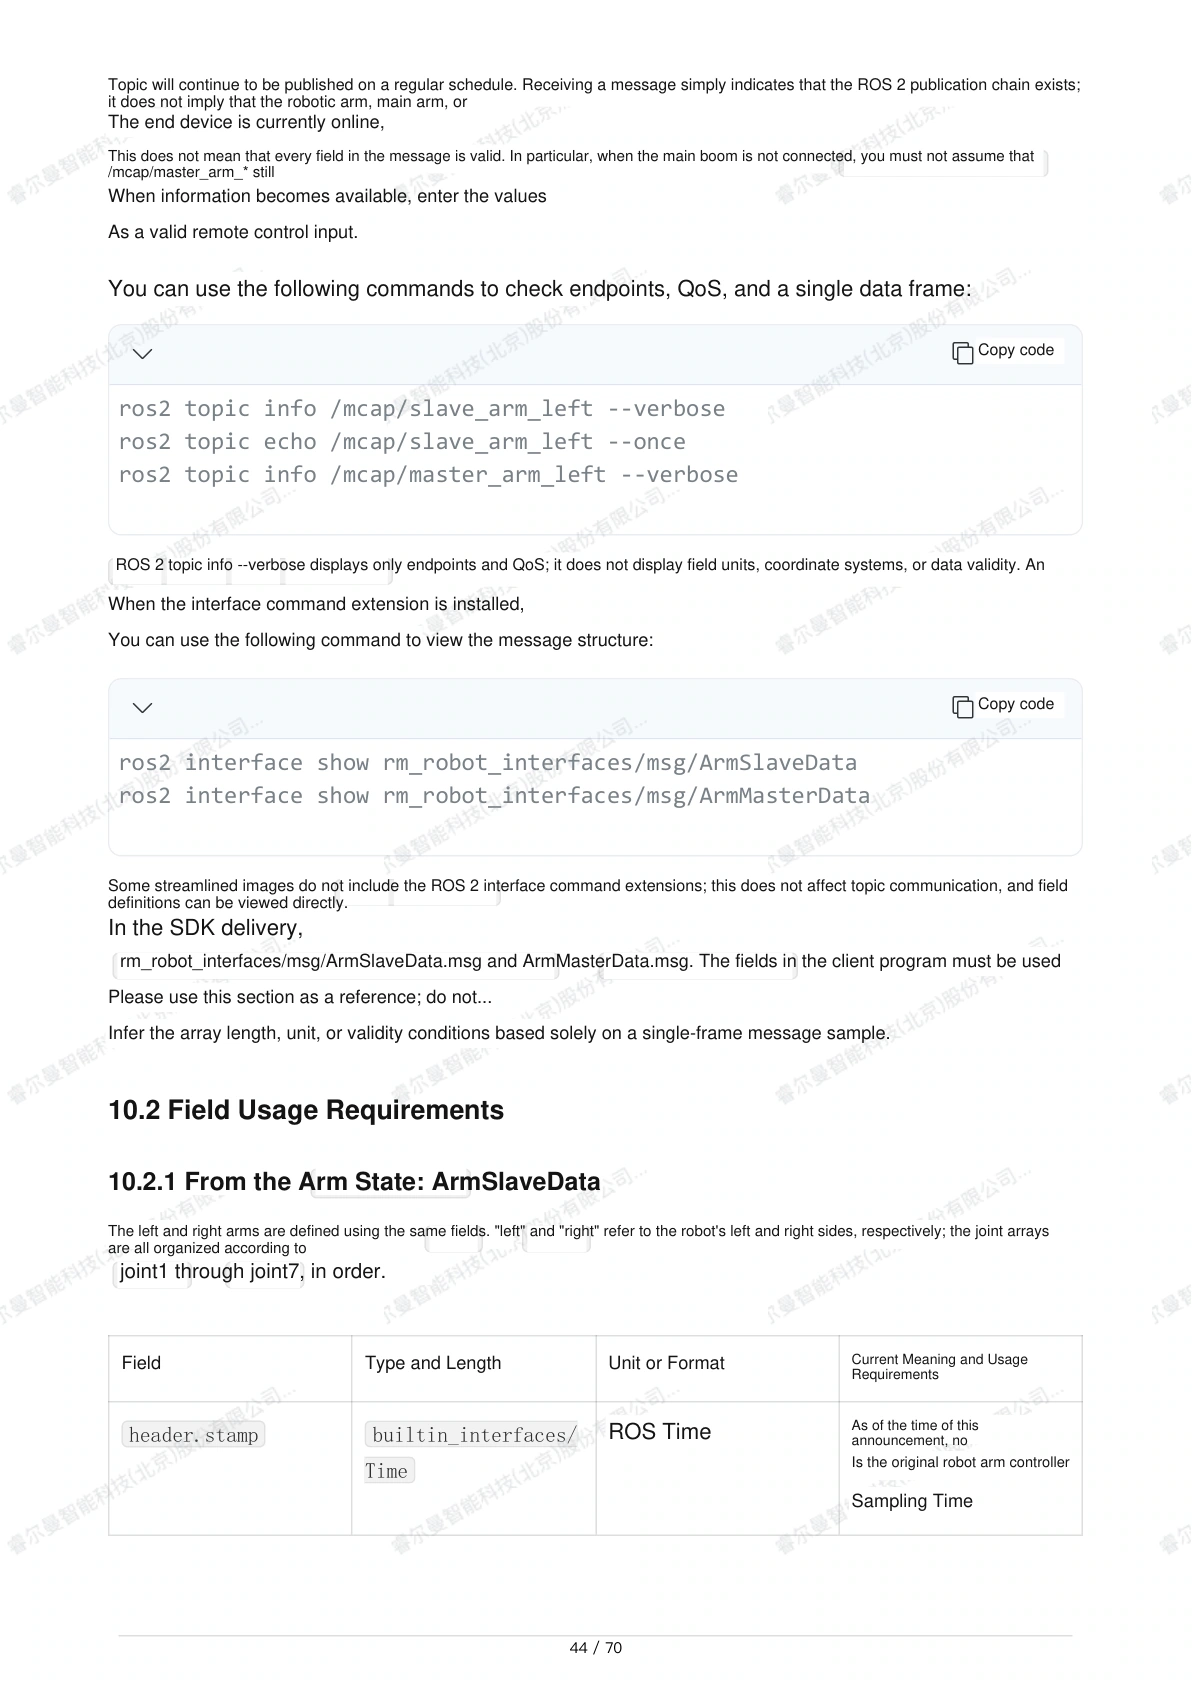 Topic will continue to be published on a regular schedule. Receiving a message simply indicates that the ROS 2 publication chain exists;
it does not imply that the robotic arm, main arm, or
The end device is currently online,
This does not mean that every field in the message is valid. In particular, when the main boom is not connected, you must not assume that
/mcap/master_arm_* still
When information becomes available, enter the values
As a valid remote control input.
You can use the following commands to check endpoints, QoS, and a single data frame:
Copy code
ros2 topic info /mcap/slave_arm_left --verbose
ros2 topic echo /mcap/slave_arm_left --once
ros2 topic info /mcap/master_arm_left --verbose
ROS 2 topic info --verbose displays only endpoints and QoS; it does not display field units, coordinate systems, or data validity. An
When the interface command extension is installed,
You can use the following command to view the message structure:
Copy code
ros2 interface show rm_robot_interfaces/msg/ArmSlaveData
ros2 interface show rm_robot_interfaces/msg/ArmMasterData
Some streamlined images do not include the ROS 2 interface command extensions; this does not affect topic communication, and field
definitions can be viewed directly.
In the SDK delivery,
rm_robot_interfaces/msg/ArmSlaveData.msg and ArmMasterData.msg. The fields in the client program must be used
Please use this section as a reference; do not...
Infer the array length, unit, or validity conditions based solely on a single-frame message sample.
10.2 Field Usage Requirements
10.2.1 From the Arm State: ArmSlaveData
The left and right arms are defined using the same fields. "left" and "right" refer to the robot's left and right sides, respectively; the joint arrays
are all organized according to
joint1 through joint7, in order.
Field
Type and Length
Unit or Format
Current Meaning and Usage
Requirements
header.stamp
builtin_interfaces/
Time
ROS Time
As of the time of this
announcement, no
Is the original robot arm controller
Sampling Time
44 / 70
睿尔曼智能科技(北京)股份有限公司...